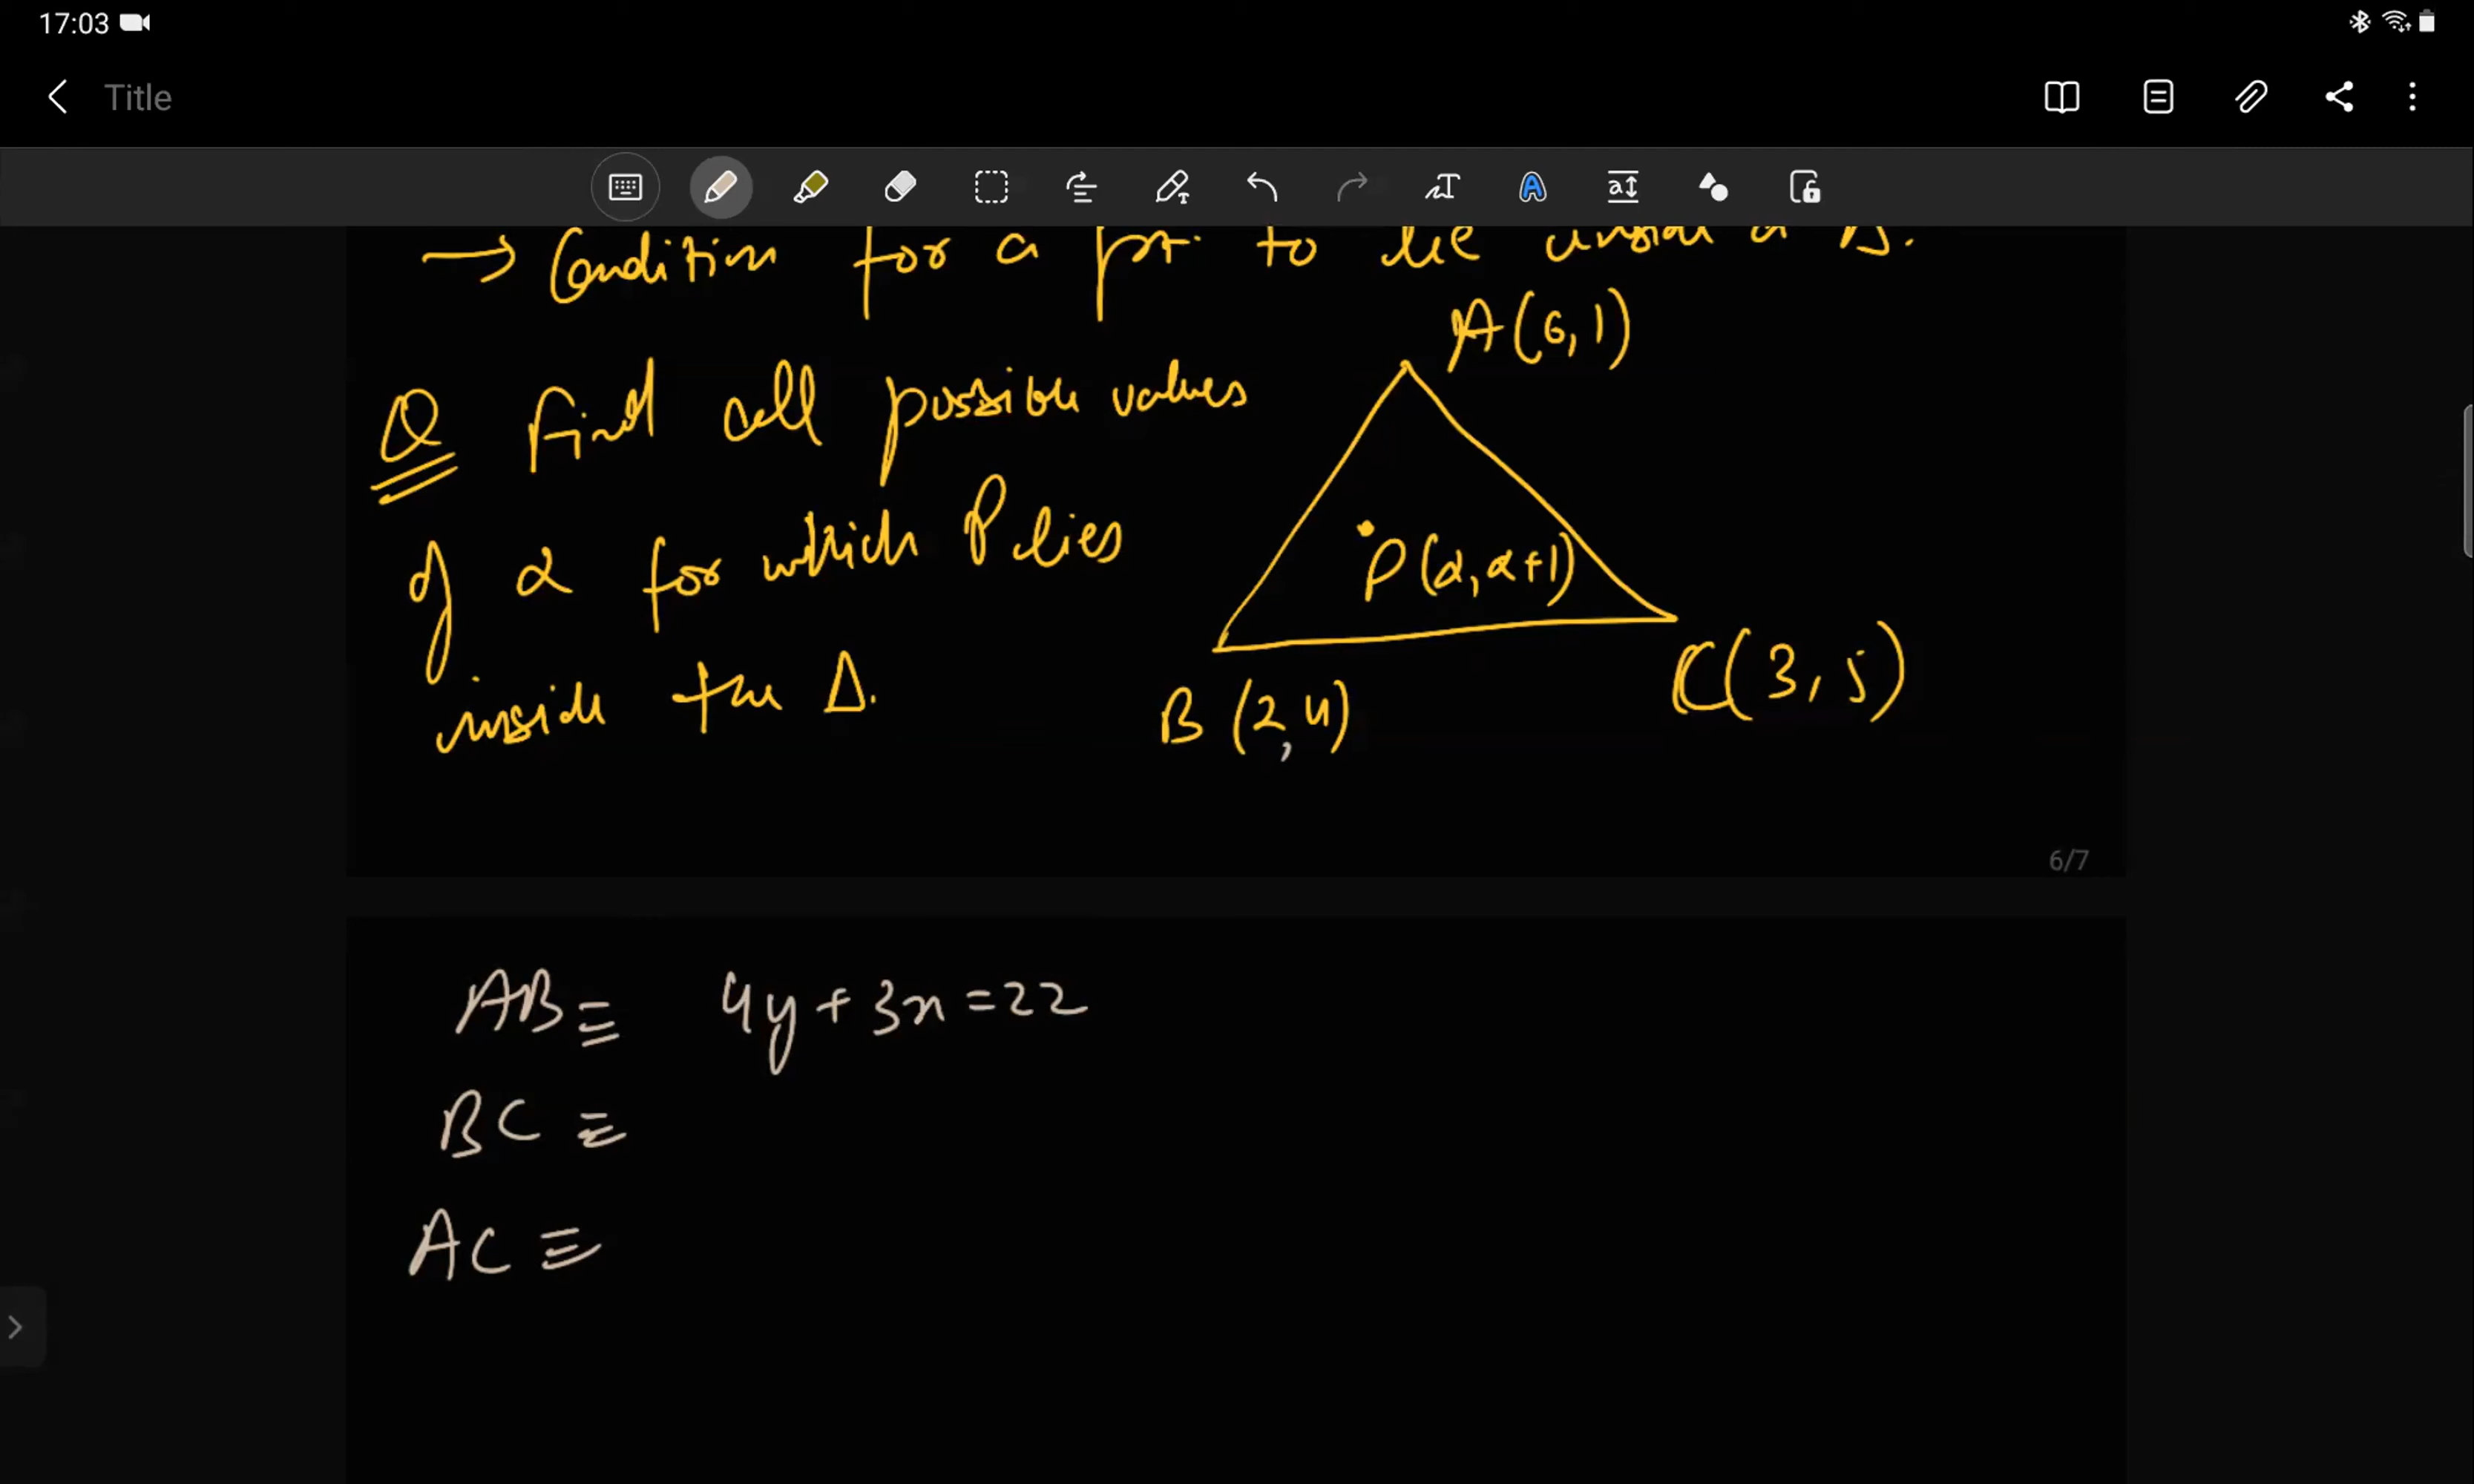 17:03
Title
→ Condition for a pt. to lie inside a Δ.
A(6,1)
Q Find all possible values
of α for which P lies
P(α, α+1)
inside the Δ.
B(2,4)
C(3,5)
6/7
AB ≡ 4y+3x=22
BC ≡
AC ≡